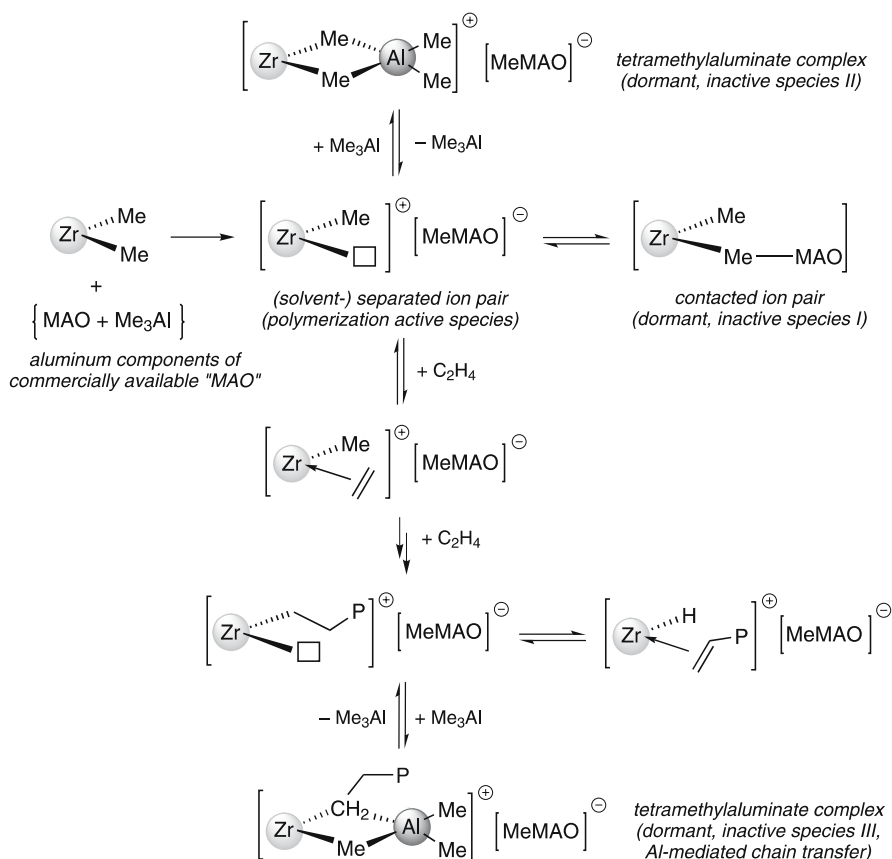 Zr Me Me Al Me Me ⊕ [MeMAO] ⊖
tetramethylaluminate complex
(dormant, inactive species II)
+ Me₃Al – Me₃Al
Zr Me Me
+
{MAO + Me₃Al}
aluminum components of
commercially available "MAO"
Zr Me ⊕ [MeMAO] ⊖
(solvent-) separated ion pair
(polymerization active species)
Zr Me Me MAO
contacted ion pair
(dormant, inactive species I)
+ C₂H₄
Zr Me ⊕ [MeMAO] ⊖
+ C₂H₄
Zr P ⊕ [MeMAO] ⊖
Zr H P ⊕ [MeMAO] ⊖
– Me₃Al + Me₃Al
P
Zr CH₂ Me Al Me Me ⊕ [MeMAO] ⊖
tetramethylaluminate complex
(dormant, inactive species III,
Al-mediated chain transfer)